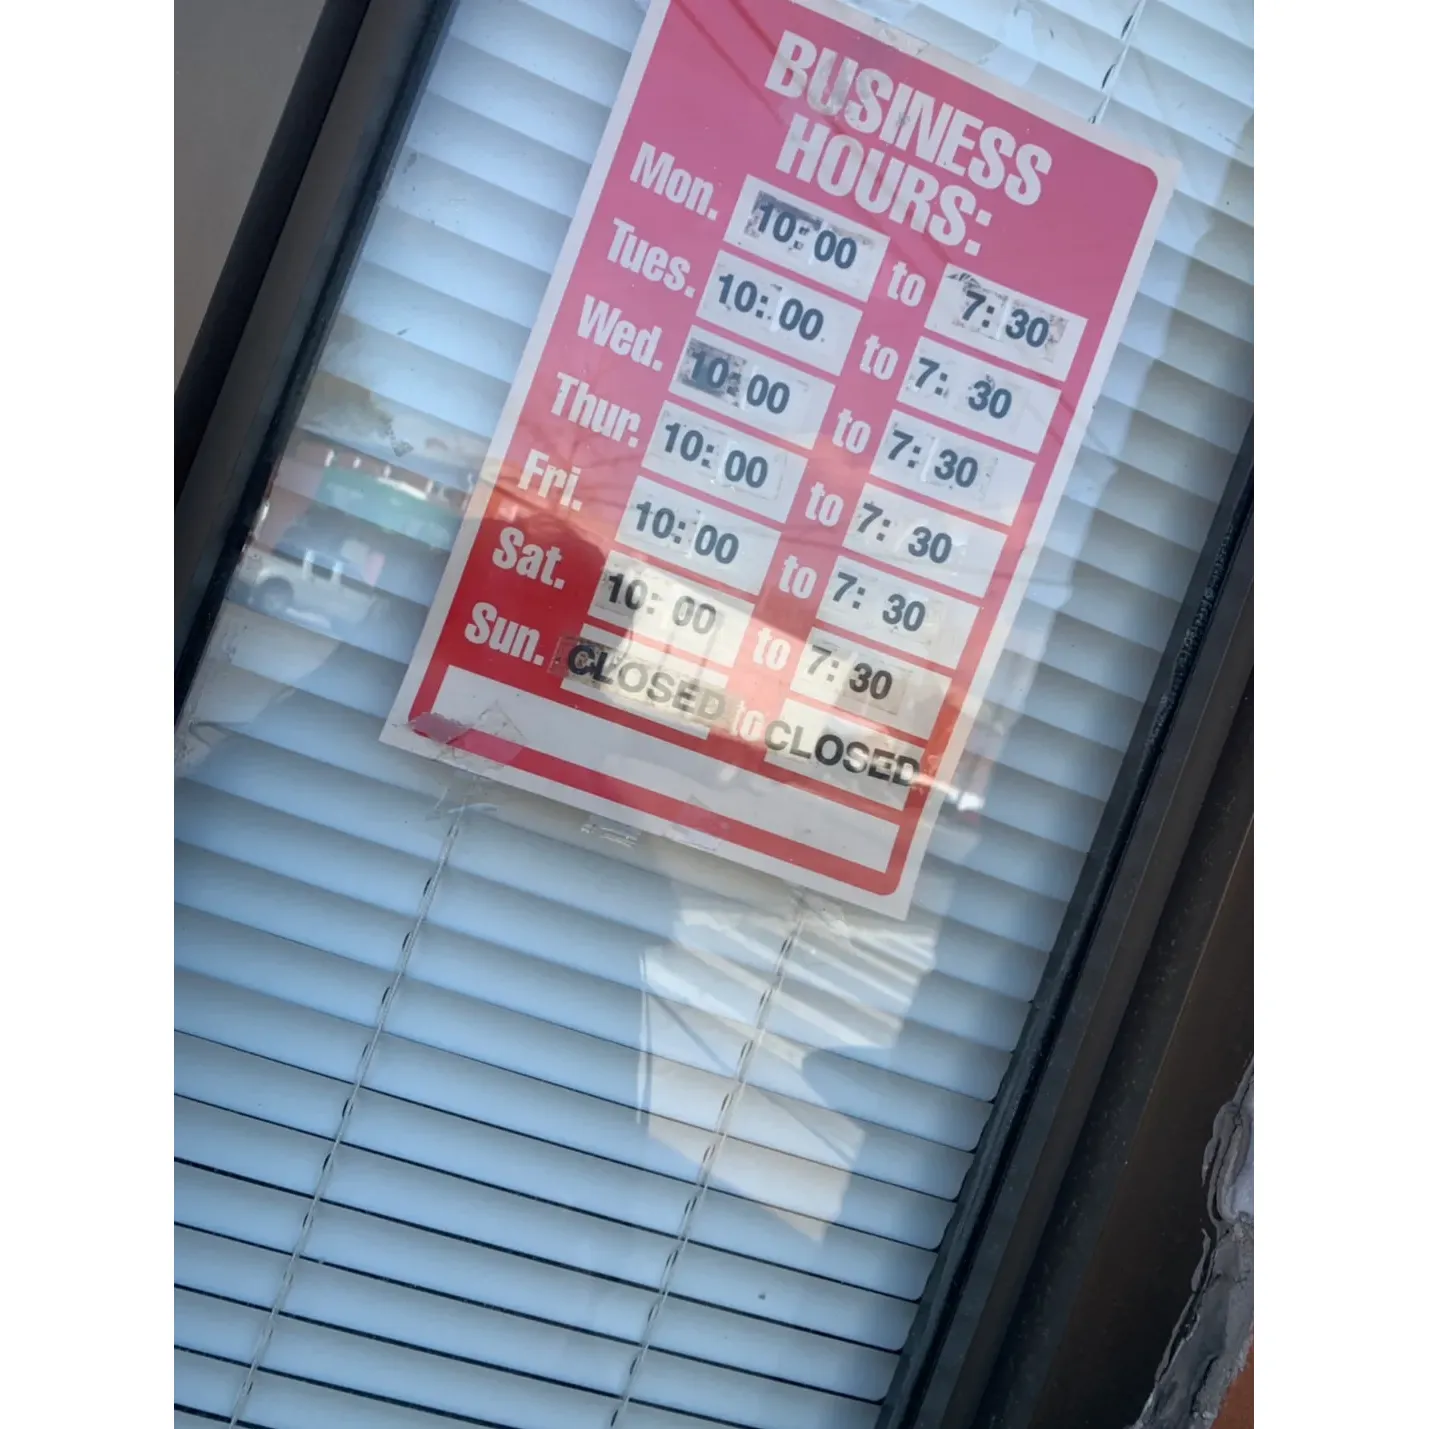 BUSINESS
HOURS:
Mon. 10:00 to 7:30
Tues. 10:00 to 7:30
Wed. 10:00 to 7:30
Thur. 10:00 to 7:30
Fri. 10:00 to 7:30
Sat. 10:00 to 7:30
Sun. CLOSED to CLOSED